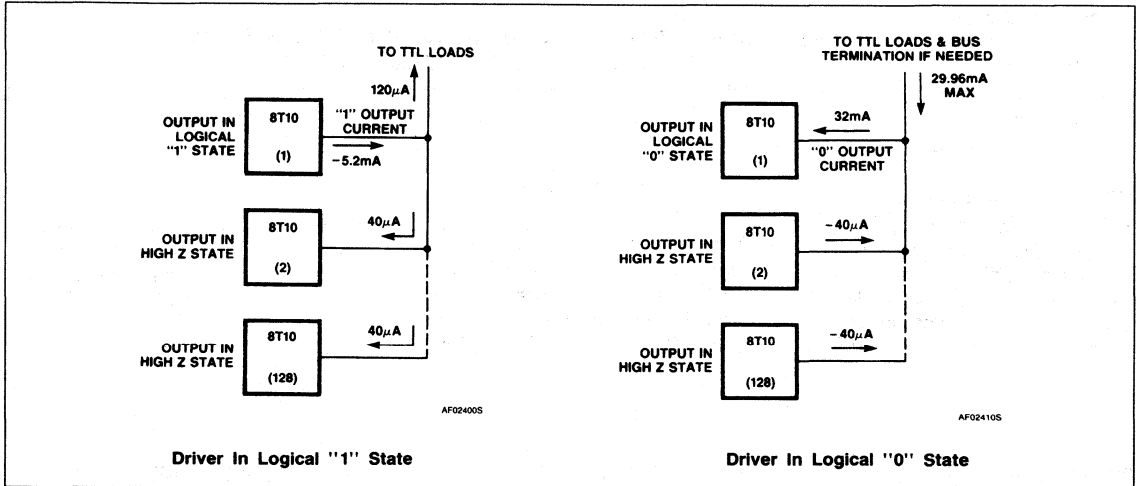 TO TTL LOADS
120μA
"1" OUTPUT
CURRENT
OUTPUT IN
LOGICAL
"1" STATE
8T10
(1)
−5.2mA
40μA
OUTPUT IN
HIGH Z STATE
8T10
(2)
40μA
OUTPUT IN
HIGH Z STATE
8T10
(128)
AF02400S
Driver In Logical "1" State
TO TTL LOADS & BUS
TERMINATION IF NEEDED
29.96mA
MAX
32mA
OUTPUT IN
LOGICAL
"0" STATE
8T10
(1)
"0" OUTPUT
CURRENT
−40μA
OUTPUT IN
HIGH Z STATE
8T10
(2)
−40μA
OUTPUT IN
HIGH Z STATE
8T10
(128)
AF02410S
Driver In Logical "0" State